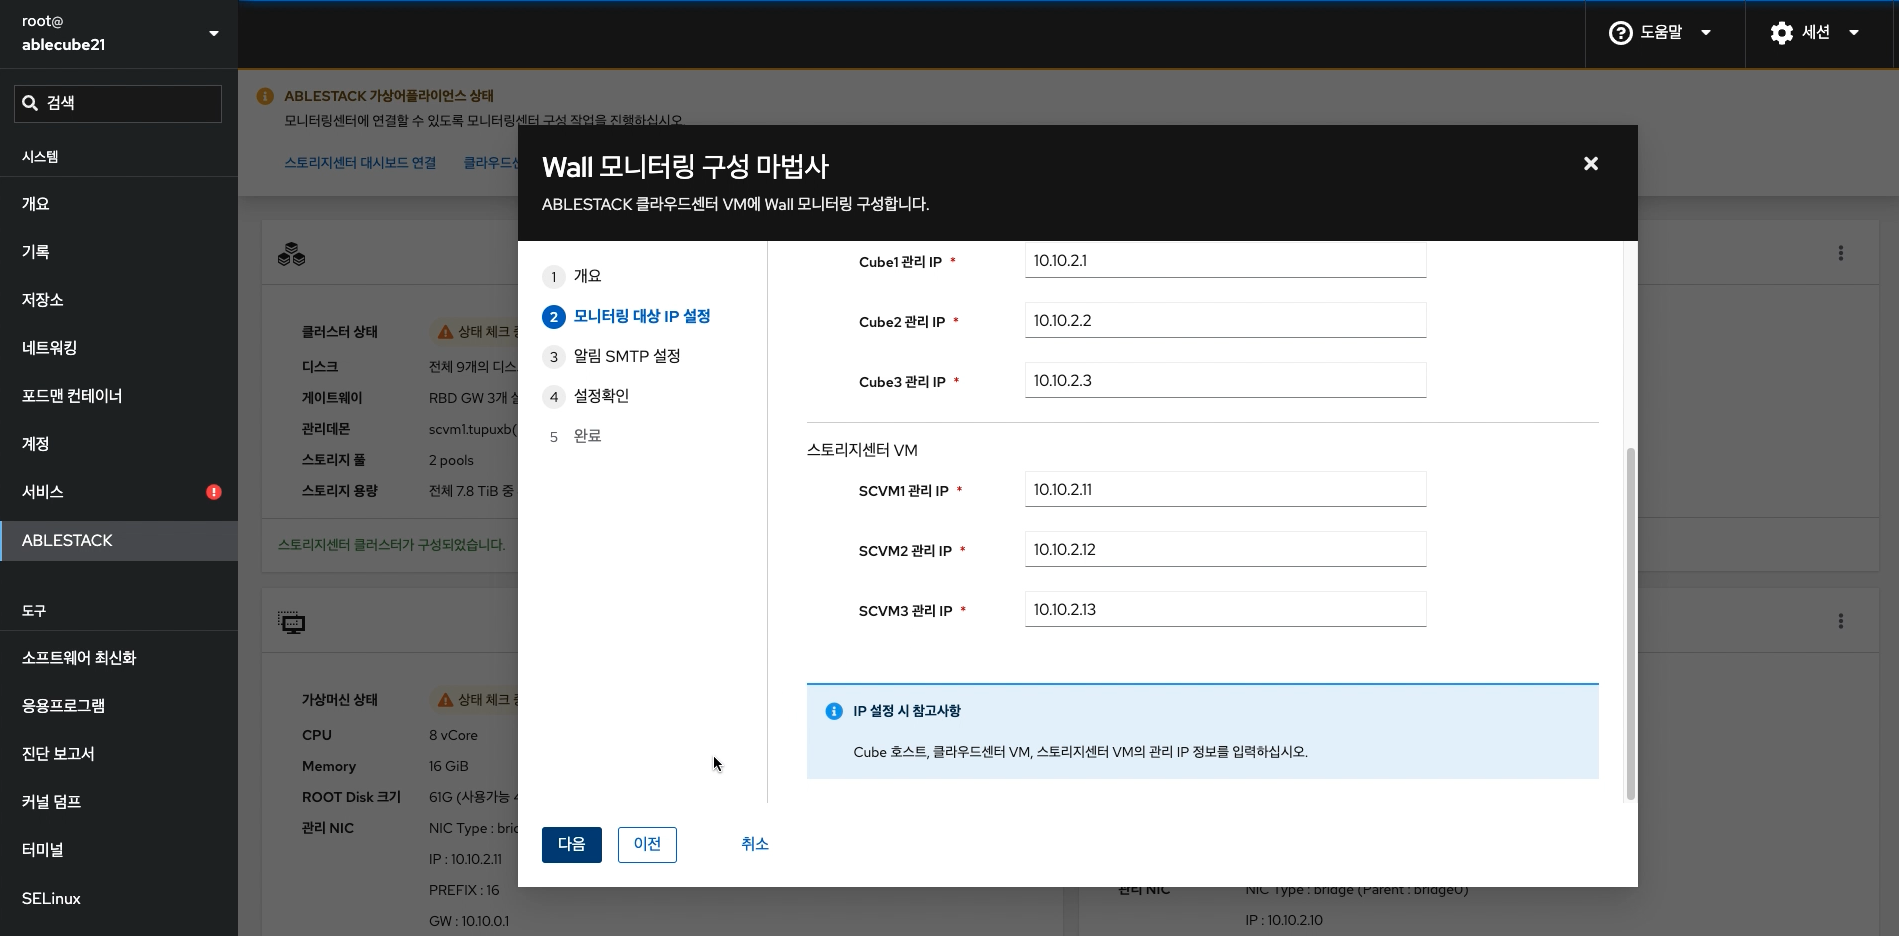 root@
ablecube21
도움말
세션
검색
시스템
개요
기록
저장소
네트워킹
포드맨 컨테이너
계정
서비스
ABLESTACK
도구
소프트웨어 최신화
응용프로그램
진단 보고서
커널 덤프
터미널
SELinux
ABLESTACK 가상어플라이언스 상태
모니터링센터에 연결할 수 있도록 모니터링센터 구성 작업을 진행하십시오.
스토리지센터 대시보드 연결
클라우드센
클러스터 상태 상태 체크 중
디스크 전체 9개의 디스
게이트웨이 RBD GW 3개
관리데몬 scvm1.tupuxb(
스토리지 풀 2 pools
스토리지 용량 전체 7.8 TiB 중
스토리지센터 클러스터가 구성되었습니다.
가상머신 상태 상태 체크 중
CPU 8 vCore
Memory 16 GiB
ROOT Disk 크기 61G (사용가능 4
관리 NIC NIC Type : bric
IP : 10.10.2.11
PREFIX : 16
GW : 10.10.0.1
관리 NIC NIC Type : bridge (Parent : bridge0)
IP : 10.10.2.10
Wall 모니터링 구성 마법사
ABLESTACK 클라우드센터 VM에 Wall 모니터링 구성합니다.
1 개요
2 모니터링 대상 IP 설정
3 알림 SMTP 설정
4 설정확인
5 완료
Cube1 관리 IP * 10.10.2.1
Cube2 관리 IP * 10.10.2.2
Cube3 관리 IP * 10.10.2.3
스토리지센터 VM
SCVM1 관리 IP * 10.10.2.11
SCVM2 관리 IP * 10.10.2.12
SCVM3 관리 IP * 10.10.2.13
IP 설정 시 참고사항
Cube 호스트, 클라우드센터 VM, 스토리지센터 VM의 관리 IP 정보를 입력하십시오.
다음
이전
취소